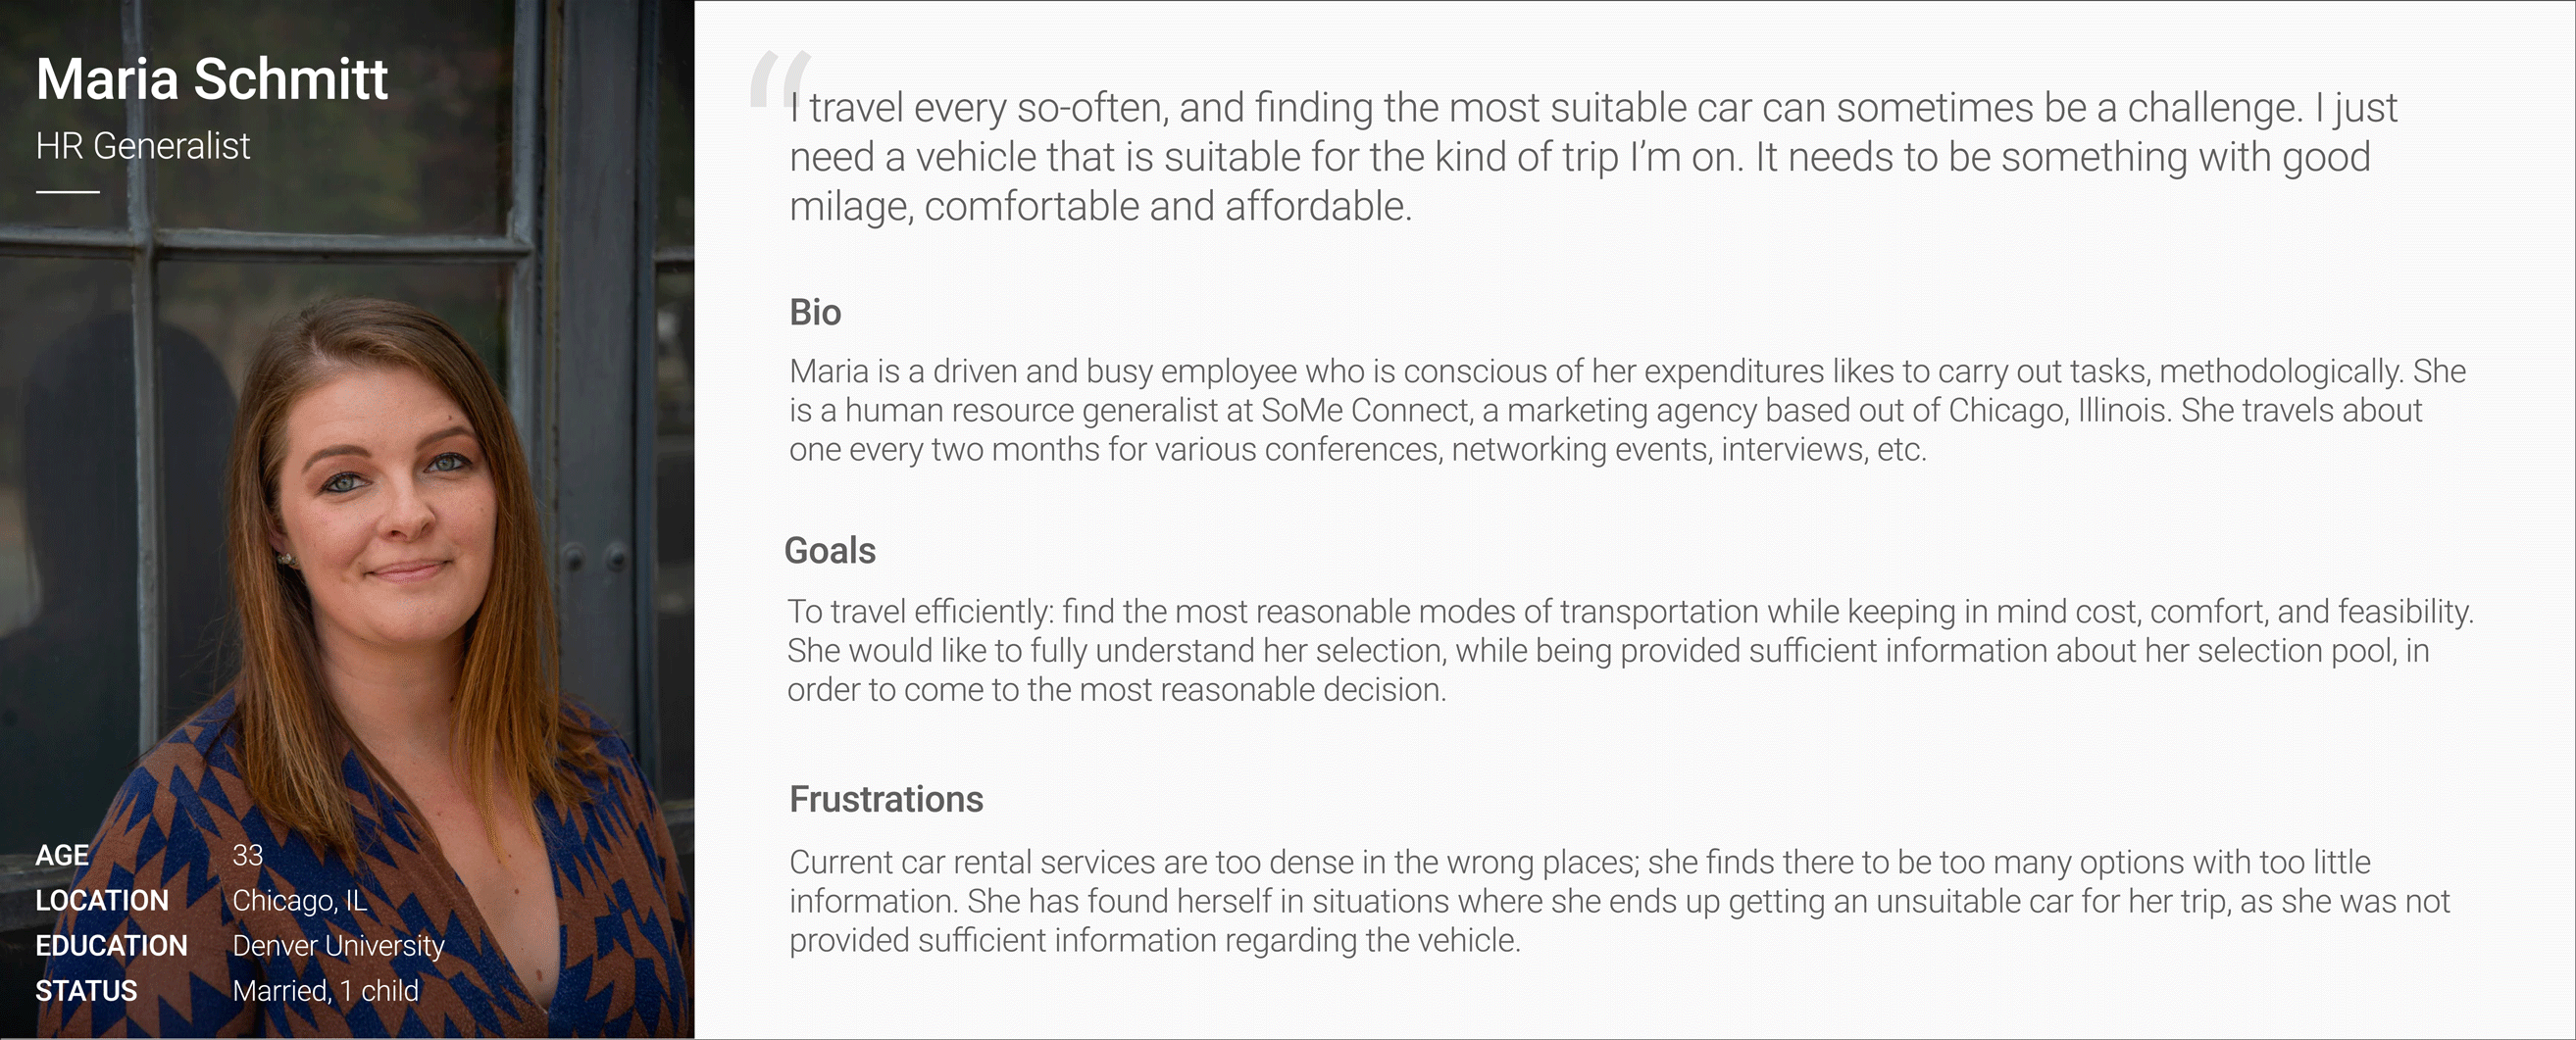 Maria Schmitt
HR Generalist
AGE 33
LOCATION Chicago, IL
EDUCATION Denver University
STATUS Married, 1 child
“
I travel every so-often, and finding the most suitable car can sometimes be a challenge. I just
need a vehicle that is suitable for the kind of trip I’m on. It needs to be something with good
milage, comfortable and affordable.
Bio
Maria is a driven and busy employee who is conscious of her expenditures likes to carry out tasks, methodologically. She
is a human resource generalist at SoMe Connect, a marketing agency based out of Chicago, Illinois. She travels about
one every two months for various conferences, networking events, interviews, etc.
Goals
To travel efficiently: find the most reasonable modes of transportation while keeping in mind cost, comfort, and feasibility.
She would like to fully understand her selection, while being provided sufficient information about her selection pool, in
order to come to the most reasonable decision.
Frustrations
Current car rental services are too dense in the wrong places; she finds there to be too many options with too little
information. She has found herself in situations where she ends up getting an unsuitable car for her trip, as she was not
provided sufficient information regarding the vehicle.